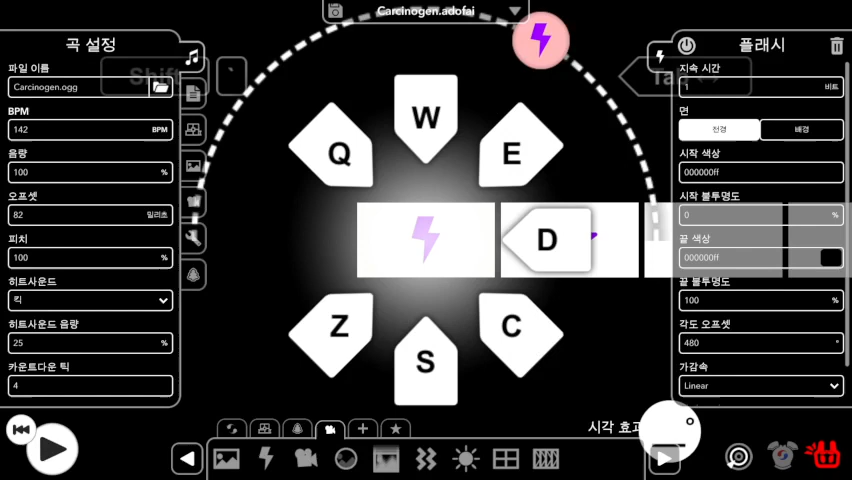 Carcinogen.adofai
곡 설정
파일 이름
Carcinogen.ogg
BPM
142 BPM
음량
100 %
오프셋
82 밀리초
피치
100 %
히트사운드
킥
히트사운드 음량
25 %
카운트다운 틱
4
Shift
`
Q
W
E
D
Z
S
C
Tab
플래시
지속 시간
1 비트
면
전경 배경
시작 색상
000000ff
시작 불투명도
0 %
끝 색상
000000ff
끝 불투명도
100 %
각도 오프셋
480 °
가감속
Linear
시각 효과